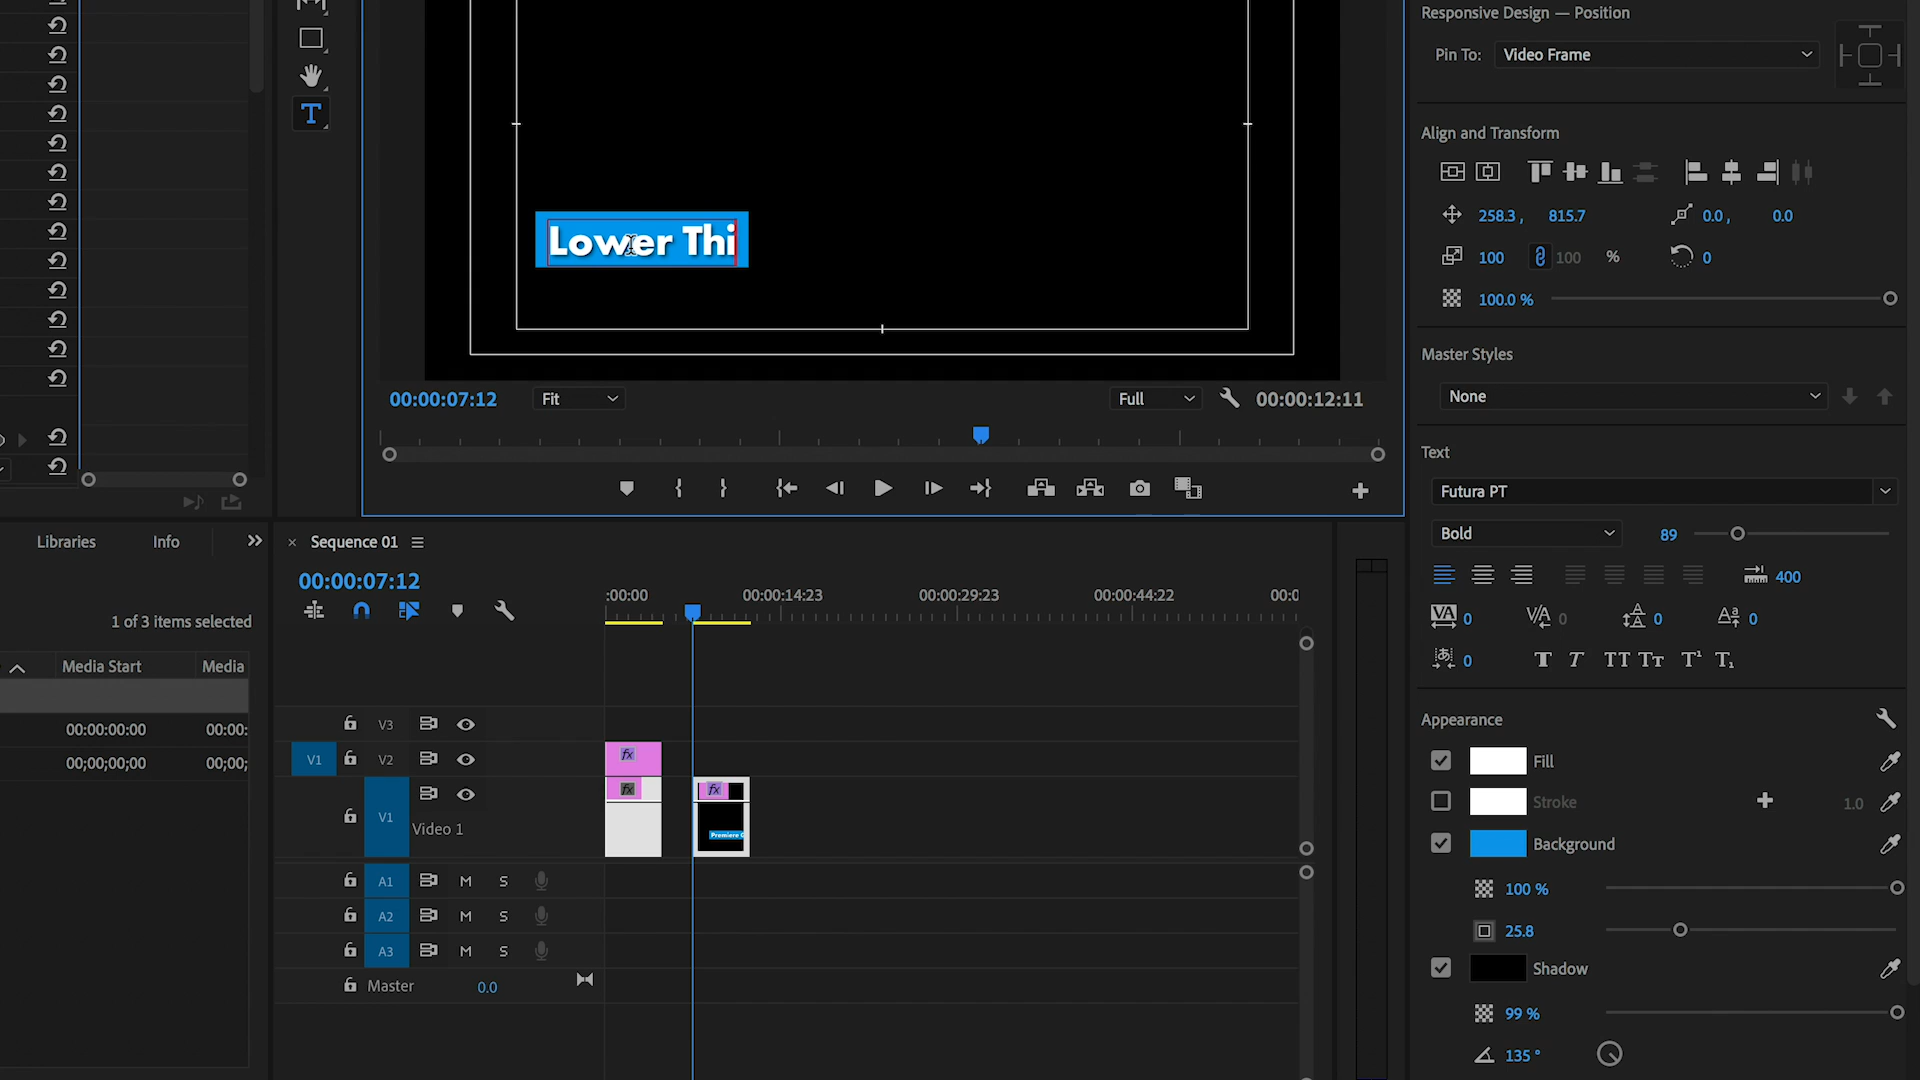 Responsive Design — Position
Pin To: Video Frame
Align and Transform
258.3 , 815.7 0.0 , 0.0
100 100 % 0
100.0 %
Lower Thi
Master Styles
None
00:00:07:12 Fit Full 00:00:12:11
Text
Futura PT
Bold 89
400
0 0 0 0
0 T T TT TT T¹ T₁
Libraries Info
Sequence 01
00:00:07:12
:00:00 00:00:14:23 00:00:29:23 00:00:44:22 00:0
1 of 3 items selected
Media Start Media
00:00:00:00 00:00:
00;00;00;00 00;00;
V3
V1 V2 fx
V1 Video 1 fx fx
A1 M S
A2 M S
A3 M S
Master 0.0
Appearance
Fill
Stroke 1.0
Background
100 %
25.8
Shadow
99 %
135 °